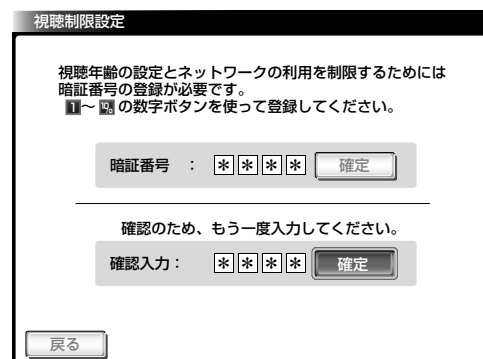 視聴制限設定
視聴年齢の設定とネットワークの利用を制限するためには
暗証番号の登録が必要です。
1～10 の数字ボタンを使って登録してください。
暗証番号 ： ＊＊＊＊ 確定
確認のため、もう一度入力してください。
確認入力： ＊＊＊＊ 確定
戻る